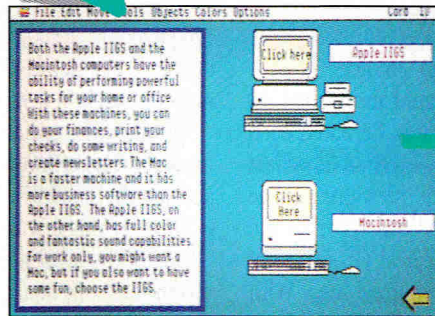 File Edit Move Tools Objects Colors Options Card 10
Both the Apple IIGS and the
Macintosh computers have the
ability of performing powerful
tasks for your home or office.
With these machines, you can
do your finances, print your
checks, do some writing, and
create newsletters. The Mac
is a faster machine and it has
more business software than the
Apple IIGS. The Apple IIGS, on
the other hand, has full color
and fantastic sound capabilities.
For work only, you might want a
Mac, but if you also want to have
some fun, choose the IIGS.
Click here
Apple IIGS
Click
Here
Macintosh